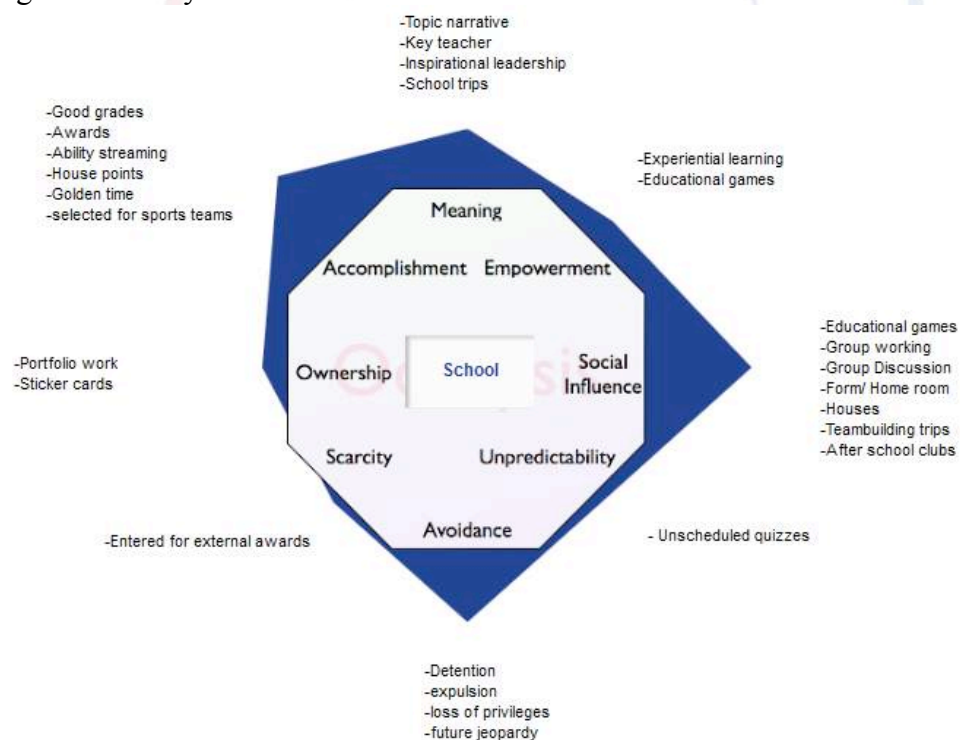 -Topic narrative
-Key teacher
-Inspirational leadership
-School trips
-Good grades
-Awards
-Ability streaming
-House points
-Golden time
-selected for sports teams
-Experiential learning
-Educational games
Meaning
Accomplishment
Empowerment
-Portfolio work
-Sticker cards
Ownership
School
Social
Influence
-Educational games
-Group working
-Group Discussion
-Form/ Home room
-Houses
-Teambuilding trips
-After school clubs
Scarcity
Unpredictability
Avoidance
-Entered for external awards
- Unscheduled quizzes
-Detention
-expulsion
-loss of privileges
-future jeopardy